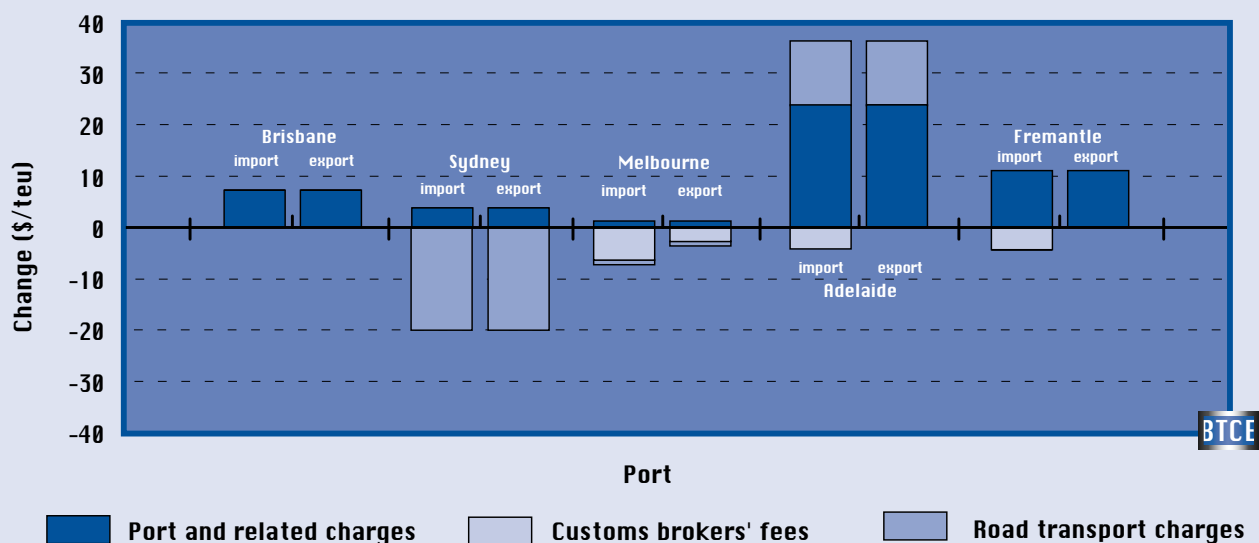 40
30
20
10
0
-10
-20
-30
-40
Change ($/teu)
Brisbane
import export
Sydney
import export
Melbourne
import export
import export
Adelaide
Fremantle
import export
BTCE
Port
Port and related charges Customs brokers' fees Road transport charges